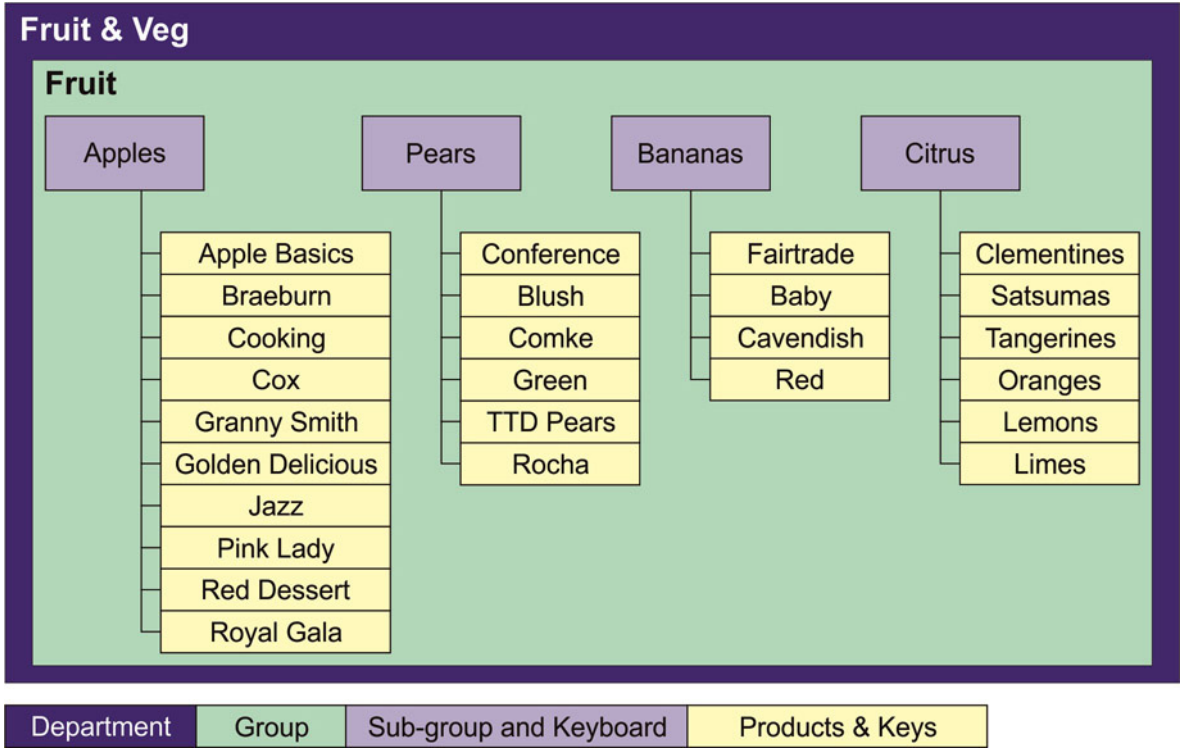 Fruit & Veg
Fruit
Apples
Apple Basics
Braeburn
Cooking
Cox
Granny Smith
Golden Delicious
Jazz
Pink Lady
Red Dessert
Royal Gala
Pears
Conference
Blush
Comke
Green
TTD Pears
Rocha
Bananas
Fairtrade
Baby
Cavendish
Red
Citrus
Clementines
Satsumas
Tangerines
Oranges
Lemons
Limes
Department
Group
Sub-group and Keyboard
Products & Keys